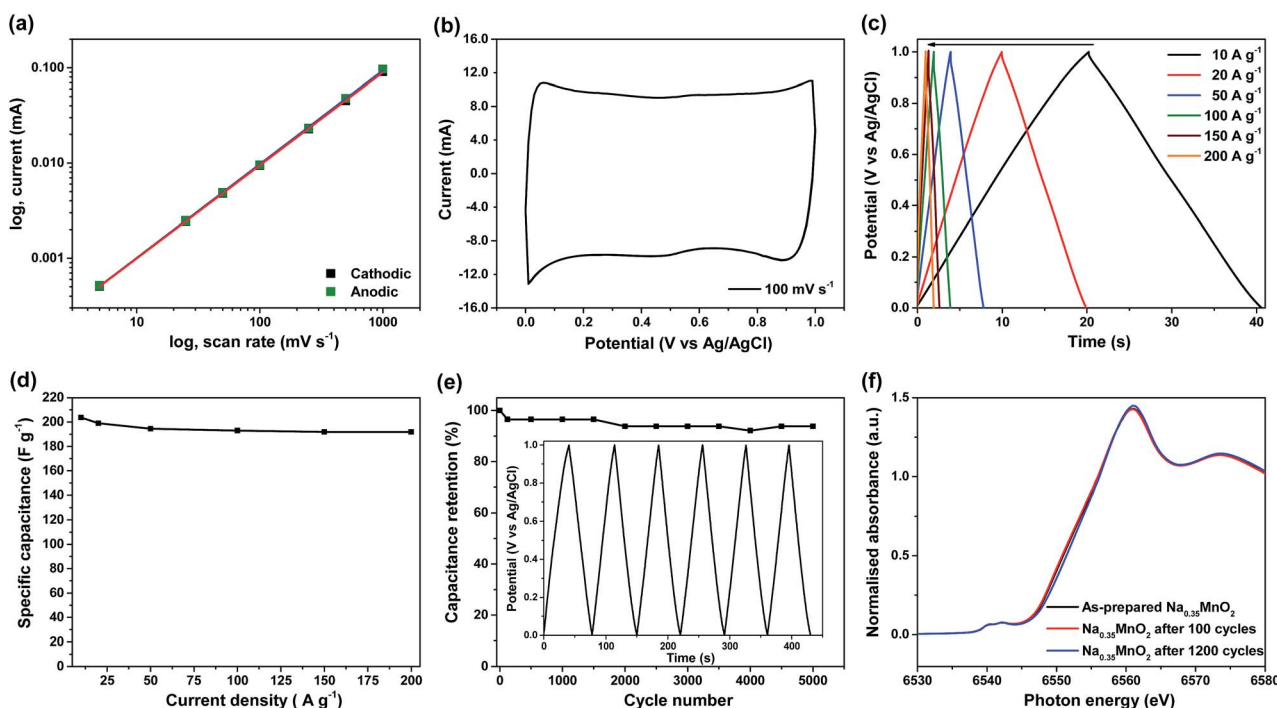 (a)
log, current (mA)
0.100
0.010
0.001
Cathodic
Anodic
10 100 1000
log, scan rate (mV s⁻¹)
(b)
Current (mA)
16.0
12.0
8.0
4.0
0.0
-4.0
-8.0
-12.0
-16.0
100 mV s⁻¹
0.0 0.1 0.2 0.3 0.4 0.5 0.6 0.7 0.8 0.9 1.0
Potential (V vs Ag/AgCl)
(c)
Potential (V vs Ag/AgCl)
1.0
0.8
0.6
0.4
0.2
0.0
10 A g⁻¹
20 A g⁻¹
50 A g⁻¹
100 A g⁻¹
150 A g⁻¹
200 A g⁻¹
0 10 20 30 40
Time (s)
(d)
Specific capacitance (F g⁻¹)
220
200
180
160
140
120
100
80
60
40
20
0
25 50 75 100 125 150 175 200
Current density ( A g⁻¹)
(e)
Capacitance retention (%)
100
80
60
40
20
0
Potential (V vs Ag/AgCl)
1.0
0.8
0.6
0.4
0.2
0.0
0 100 200 300 400
Time (s)
0 1000 2000 3000 4000 5000
Cycle number
(f)
Normalised absorbance (a.u.)
1.5
1.0
0.5
0.0
As-prepared Na₀.₃₅MnO₂
Na₀.₃₅MnO₂ after 100 cycles
Na₀.₃₅MnO₂ after 1200 cycles
6530 6540 6550 6560 6570 6580
Photon energy (eV)